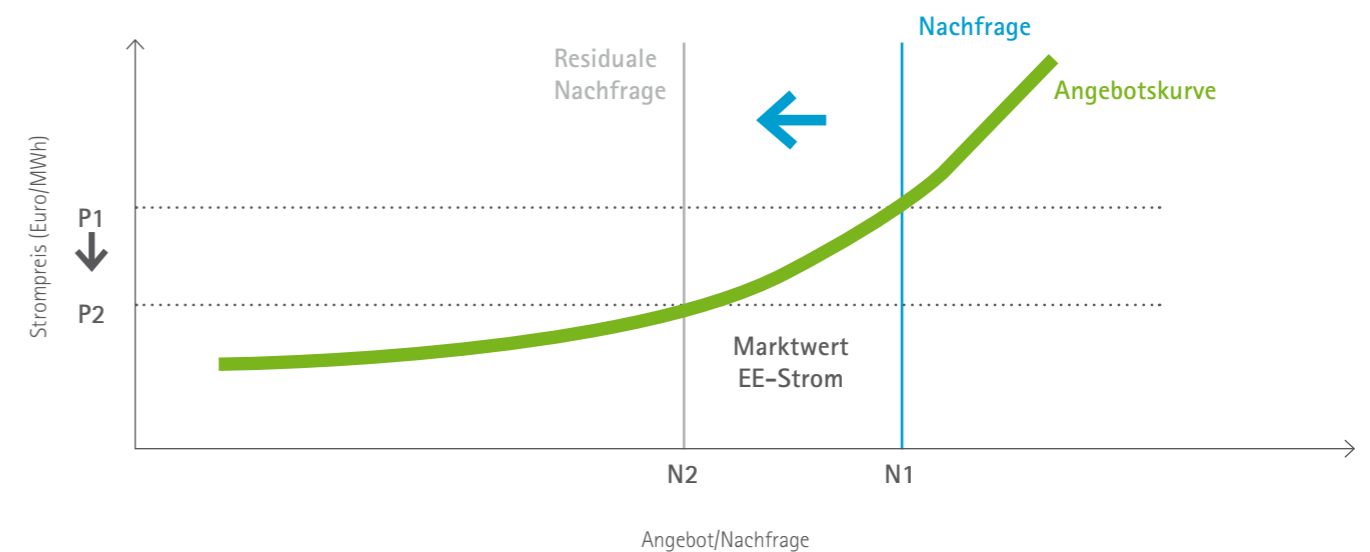 Nachfrage
Residuale
Nachfrage
Angebotskurve
Strompreis (Euro/MWh)
P1
P2
Marktwert
EE-Strom
N2
N1
Angebot/Nachfrage